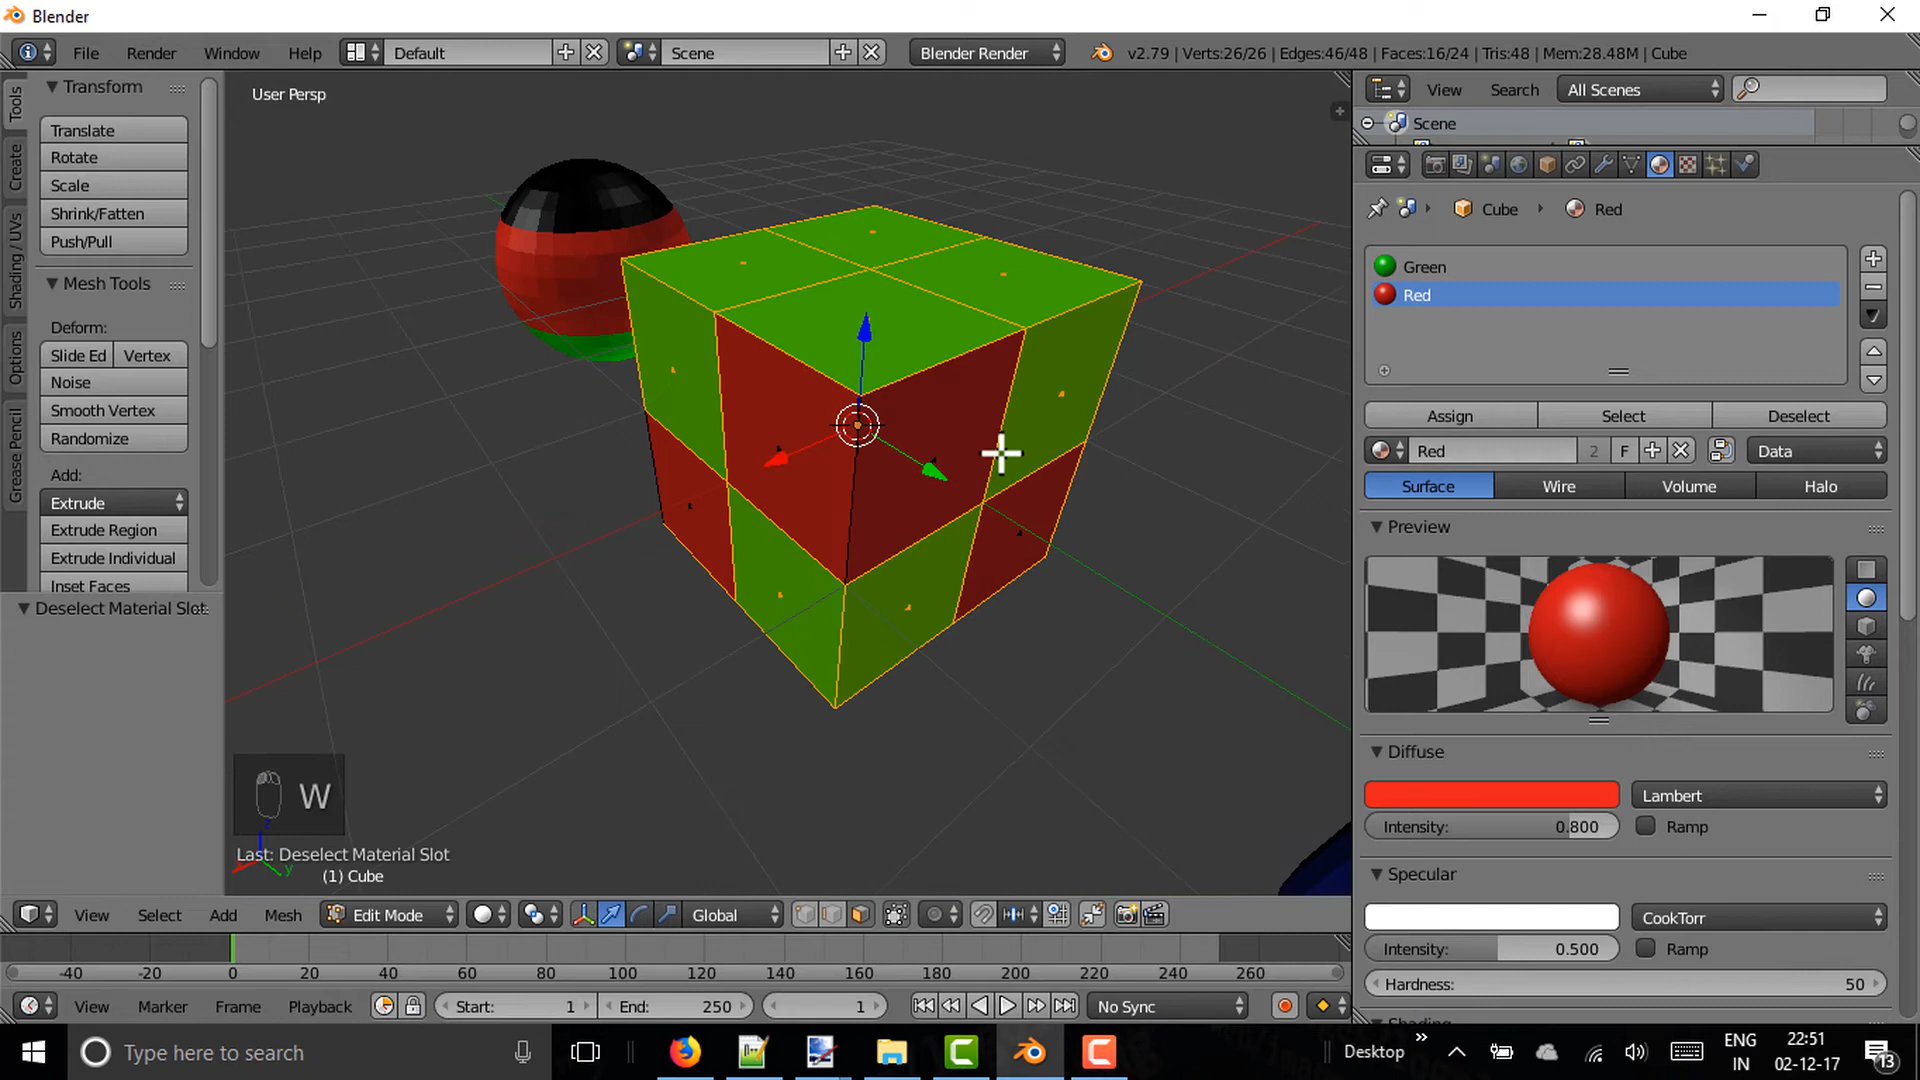 Blender
File Render Window Help Default Scene Blender Render v2.79 | Verts:26/26 | Edges:46/48 | Faces:16/24 | Tris:48 | Mem:28.48M | Cube
Tools
Create
Shading / UVs
Options
Grease Pencil
Transform
Translate
Rotate
Scale
Shrink/Fatten
Push/Pull
Mesh Tools
Deform:
Slide Ed Vertex
Noise
Smooth Vertex
Randomize
Add:
Extrude
Extrude Region
Extrude Individual
Inset Faces
Deselect Material Slot
User Persp
W
z
y
Last: Deselect Material Slot
(1) Cube
View Search All Scenes
Scene
Cube Red
Green
Red
Assign Select Deselect
Red 2 F Data
Surface Wire Volume Halo
Preview
Diffuse
Lambert
Intensity: 0.800 Ramp
Specular
CookTorr
Intensity: 0.500 Ramp
Hardness: 50
View Select Add Mesh Edit Mode Global
-40 -20 0 20 40 60 80 100 120 140 160 180 200 220 240 260
View Marker Frame Playback Start: 1 End: 250 1 No Sync
Type here to search
Desktop
ENG
IN
22:51
02-12-17
13